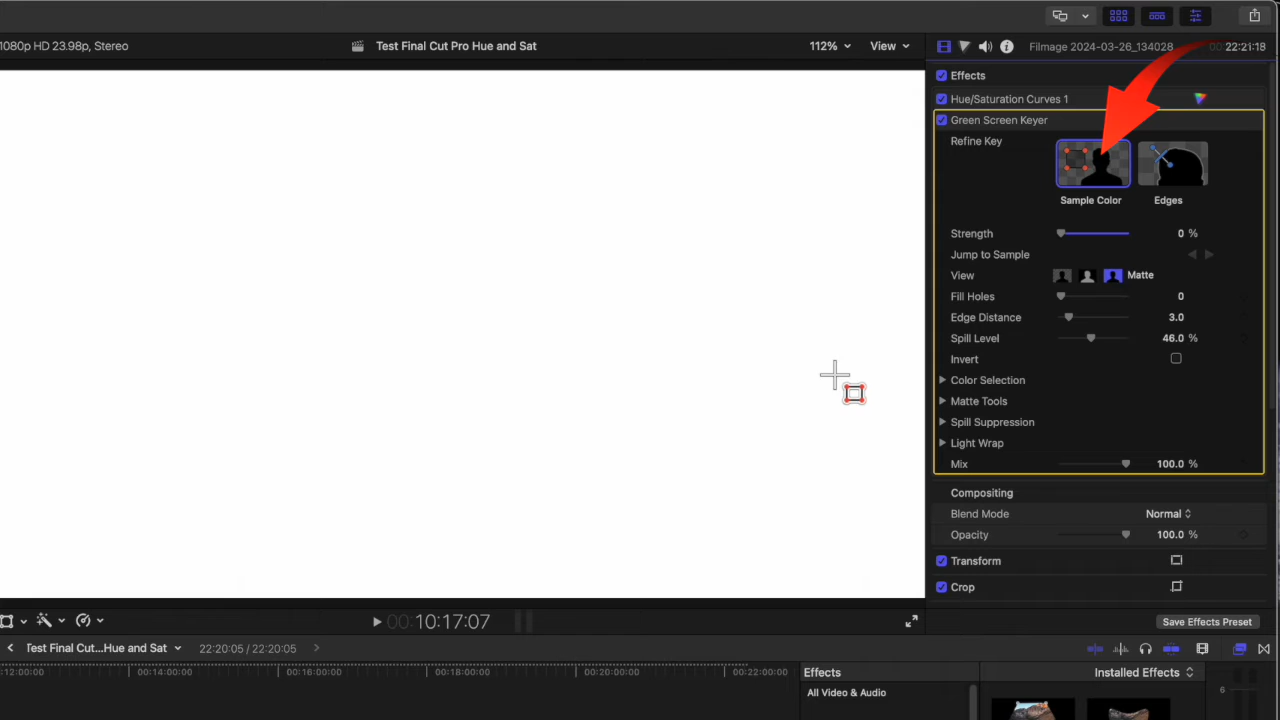 1080p HD 23.98p, Stereo
Test Final Cut Pro Hue and Sat
112%
View
FiImage 2024-03-26_134028
22:21:18
Effects
Hue/Saturation Curves 1
Green Screen Keyer
Refine Key
Sample Color
Edges
Strength
0 %
Jump to Sample
View
Matte
Fill Holes
0
Edge Distance
3.0
Spill Level
46.0 %
Invert
Color Selection
Matte Tools
Spill Suppression
Light Wrap
Mix
100.0 %
Compositing
Blend Mode
Normal
Opacity
100.0 %
Transform
Crop
00:10:17:07
Save Effects Preset
Test Final Cut...Hue and Sat
22:20:05 / 22:20:05
0:12:00:00
00:14:00:00
00:16:00:00
00:18:00:00
00:20:00:00
00:22:00:00
Effects
Installed Effects
All Video & Audio
6